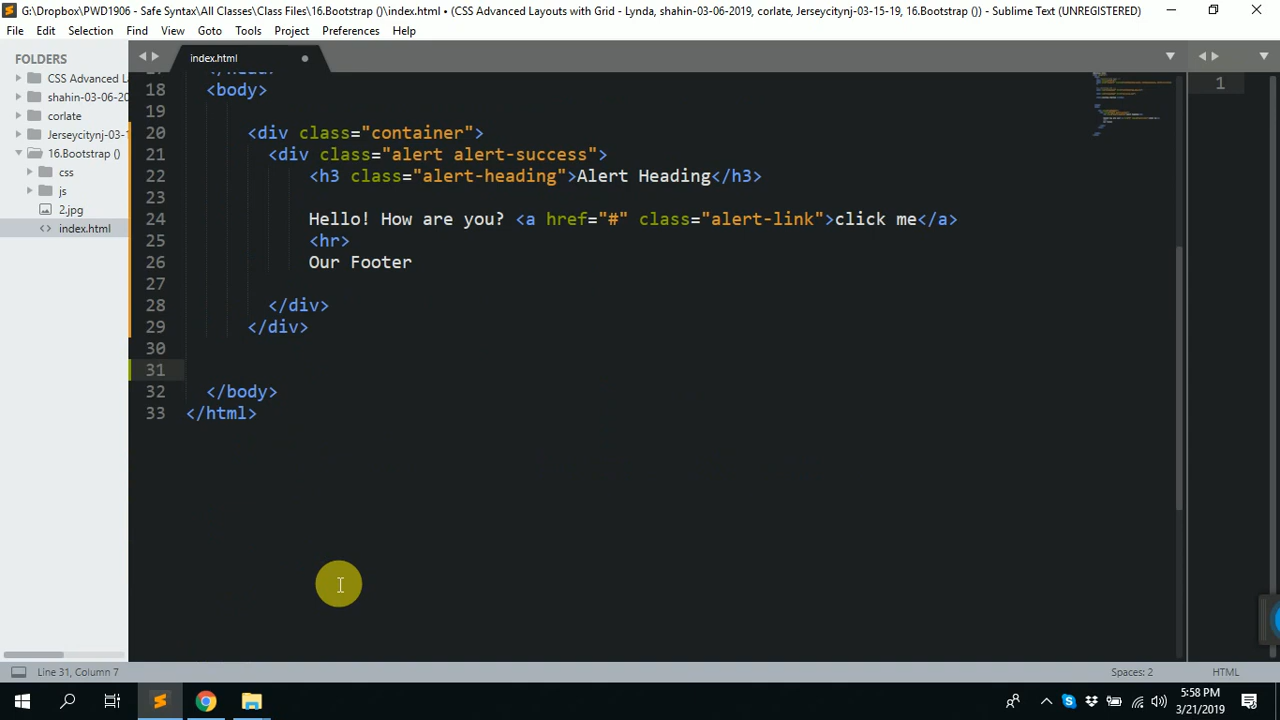 G:\Dropbox\PWD1906 - Safe Syntax\All Classes\Class Files\16.Bootstrap ()\index.html • (CSS Advanced Layouts with Grid - Lynda, shahin-03-06-2019, corlate, Jerseycitynj-03-15-19, 16.Bootstrap ()) - Sublime Text (UNREGISTERED)
File Edit Selection Find View Goto Tools Project Preferences Help
FOLDERS
CSS Advanced La
shahin-03-06-20
corlate
Jerseycitynj-03-1
16.Bootstrap ()
css
js
2.jpg
index.html
index.html
18 <body>
19
20 <div class="container">
21 <div class="alert alert-success">
22 <h3 class="alert-heading">Alert Heading</h3>
23
24 Hello! How are you? <a href="#" class="alert-link">click me</a>
25 <hr>
26 Our Footer
27
28 </div>
29 </div>
30
31
32 </body>
33 </html>
1
Line 31, Column 7
Spaces: 2
HTML
5:58 PM
3/21/2019